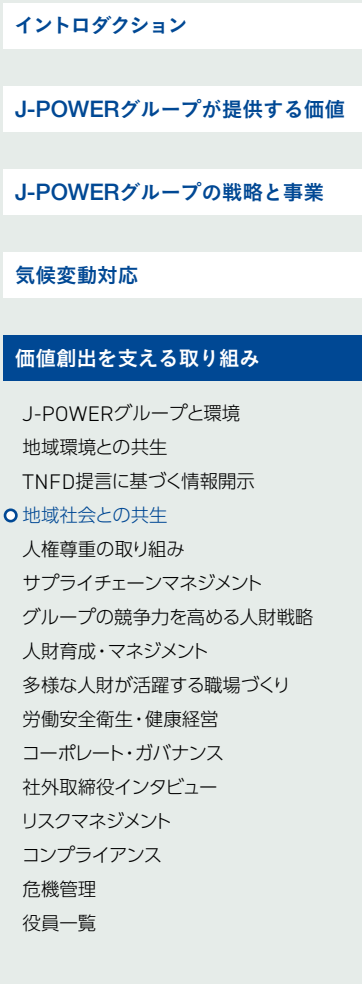 イントロダクション
J-POWERグループが提供する価値
J-POWERグループの戦略と事業
気候変動対応
価値創出を支える取り組み
J-POWERグループと環境
地域環境との共生
TNFD提言に基づく情報開示
地域社会との共生
人権尊重の取り組み
サプライチェーンマネジメント
グループの競争力を高める人財戦略
人財育成・マネジメント
多様な人財が活躍する職場づくり
労働安全衛生・健康経営
コーポレート・ガバナンス
社外取締役インタビュー
リスクマネジメント
コンプライアンス
危機管理
役員一覧